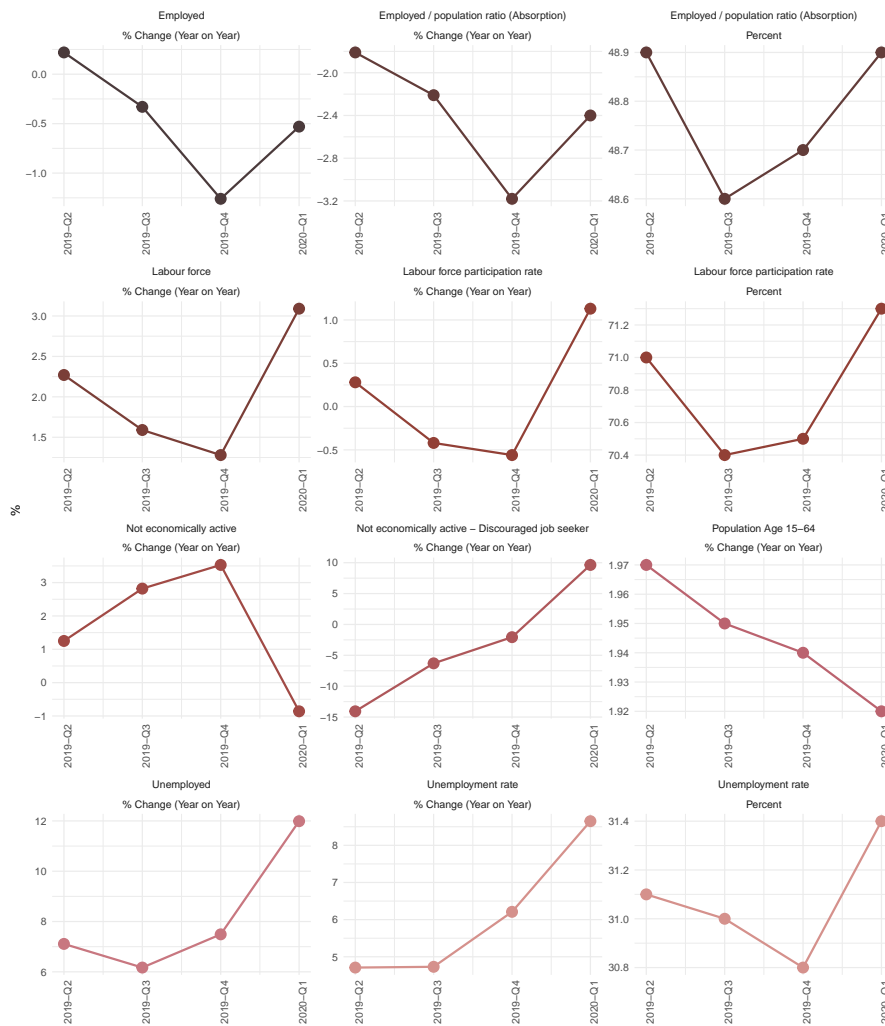 Employed
% Change (Year on Year)
0.0
−0.5
−1.0
2019−Q2
2019−Q3
2019−Q4
2020−Q1
Employed / population ratio (Absorption)
% Change (Year on Year)
−2.0
−2.4
−2.8
−3.2
2019−Q2
2019−Q3
2019−Q4
2020−Q1
Employed / population ratio (Absorption)
Percent
48.9
48.8
48.7
48.6
2019−Q2
2019−Q3
2019−Q4
2020−Q1
Labour force
% Change (Year on Year)
3.0
2.5
2.0
1.5
2019−Q2
2019−Q3
2019−Q4
2020−Q1
Labour force participation rate
% Change (Year on Year)
1.0
0.5
0.0
−0.5
2019−Q2
2019−Q3
2019−Q4
2020−Q1
Labour force participation rate
Percent
71.2
71.0
70.8
70.6
70.4
2019−Q2
2019−Q3
2019−Q4
2020−Q1
%
Not economically active
% Change (Year on Year)
3
2
1
0
−1
2019−Q2
2019−Q3
2019−Q4
2020−Q1
Not economically active − Discouraged job seeker
% Change (Year on Year)
10
5
0
−5
−10
−15
2019−Q2
2019−Q3
2019−Q4
2020−Q1
Population Age 15−64
% Change (Year on Year)
1.97
1.96
1.95
1.94
1.93
1.92
2019−Q2
2019−Q3
2019−Q4
2020−Q1
Unemployed
% Change (Year on Year)
12
10
8
6
2019−Q2
2019−Q3
2019−Q4
2020−Q1
Unemployment rate
% Change (Year on Year)
8
7
6
5
2019−Q2
2019−Q3
2019−Q4
2020−Q1
Unemployment rate
Percent
31.4
31.2
31.0
30.8
2019−Q2
2019−Q3
2019−Q4
2020−Q1